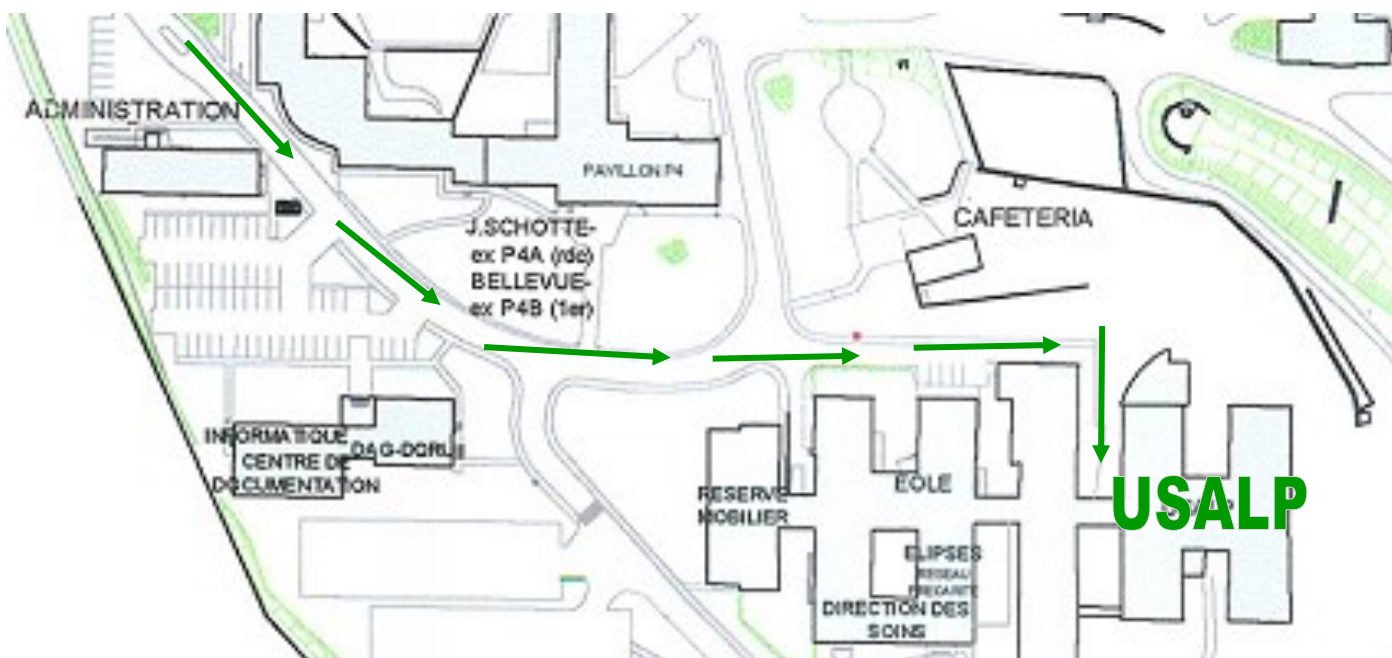 ADMINISTRATION
PAVILLON P4
J.SCHOTTE-
ex P4A (rdc)
BELLEVUE-
ex P4B (1er)
CAFETERIA
INFORMATIQUE
CENTRE DE
DOCUMENTATION
DAG-DQRU
RESERVE
MOBILIER
EOLE
ELIPSES
RESEAU
PRECARITE
DIRECTION DES
SOINS
USALP